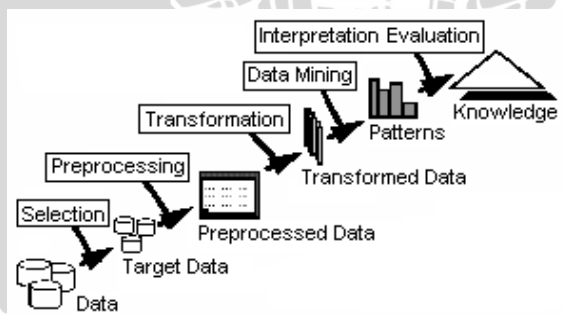 Interpretation Evaluation
Data Mining
Knowledge
Transformation
Patterns
Preprocessing
Transformed Data
Selection
Preprocessed Data
Target Data
Data